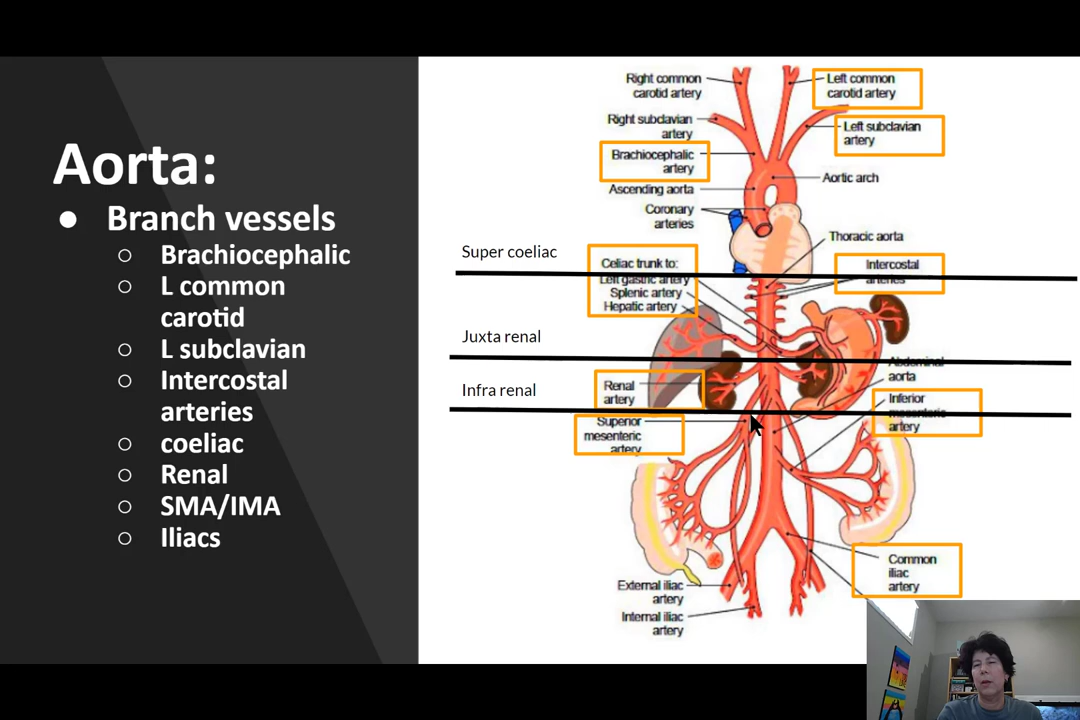 Aorta:
● Branch vessels
○ Brachiocephalic
○ L common
carotid
○ L subclavian
○ Intercostal
arteries
○ coeliac
○ Renal
○ SMA/IMA
○ Iliacs
Right common
carotid artery
Left common
carotid artery
Right subclavian
artery
Left subclavian
artery
Brachiocephalic
artery
Aortic arch
Ascending aorta
Coronary
arteries
Thoracic aorta
Super coeliac
Celiac trunk to:
Left gastric artery
Splenic artery
Hepatic artery
Intercostal
arteries
Juxta renal
Abdominal
aorta
Infra renal
Renal
artery
Inferior
mesenteric
artery
Superior
mesenteric
artery
Common
iliac
artery
External iliac
artery
Internal iliac
artery